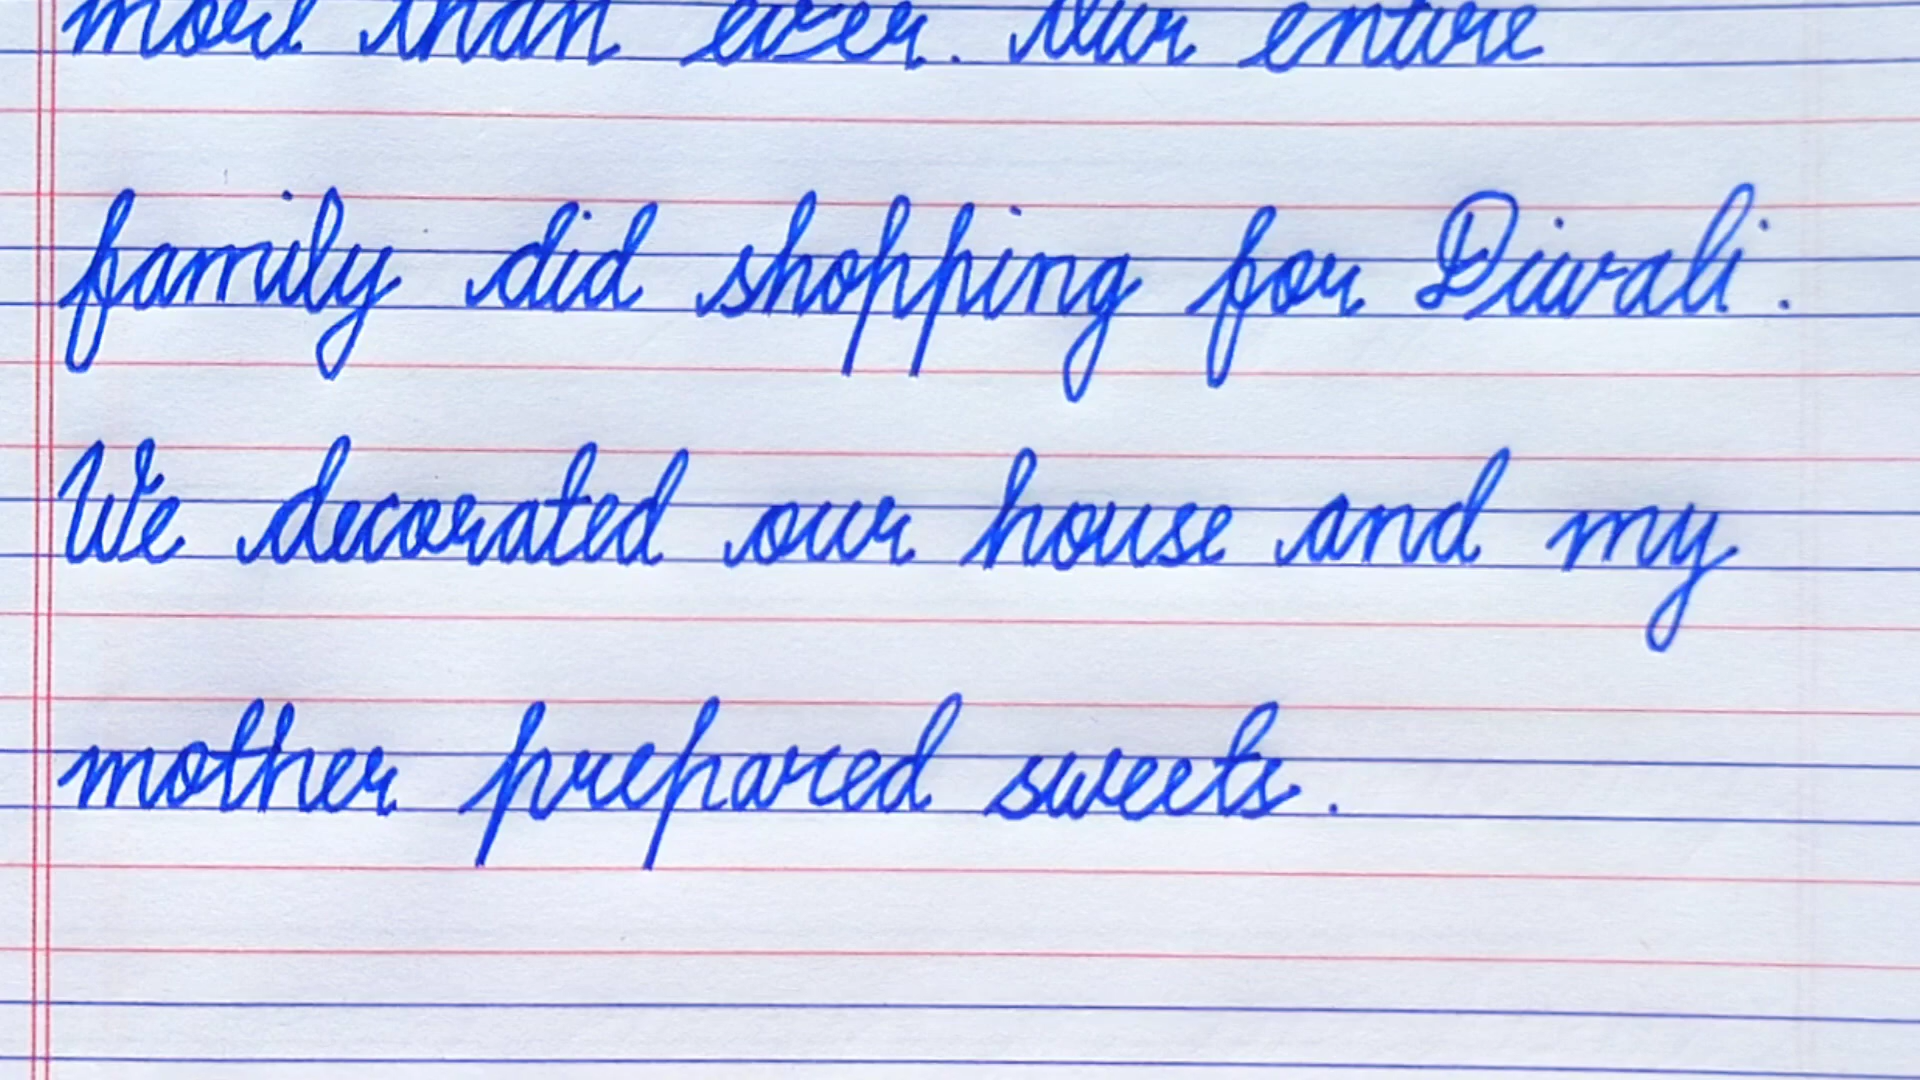 more than ever. Our entire
family did shopping for Diwali.
We decorated our house and my
mother prepared sweets.